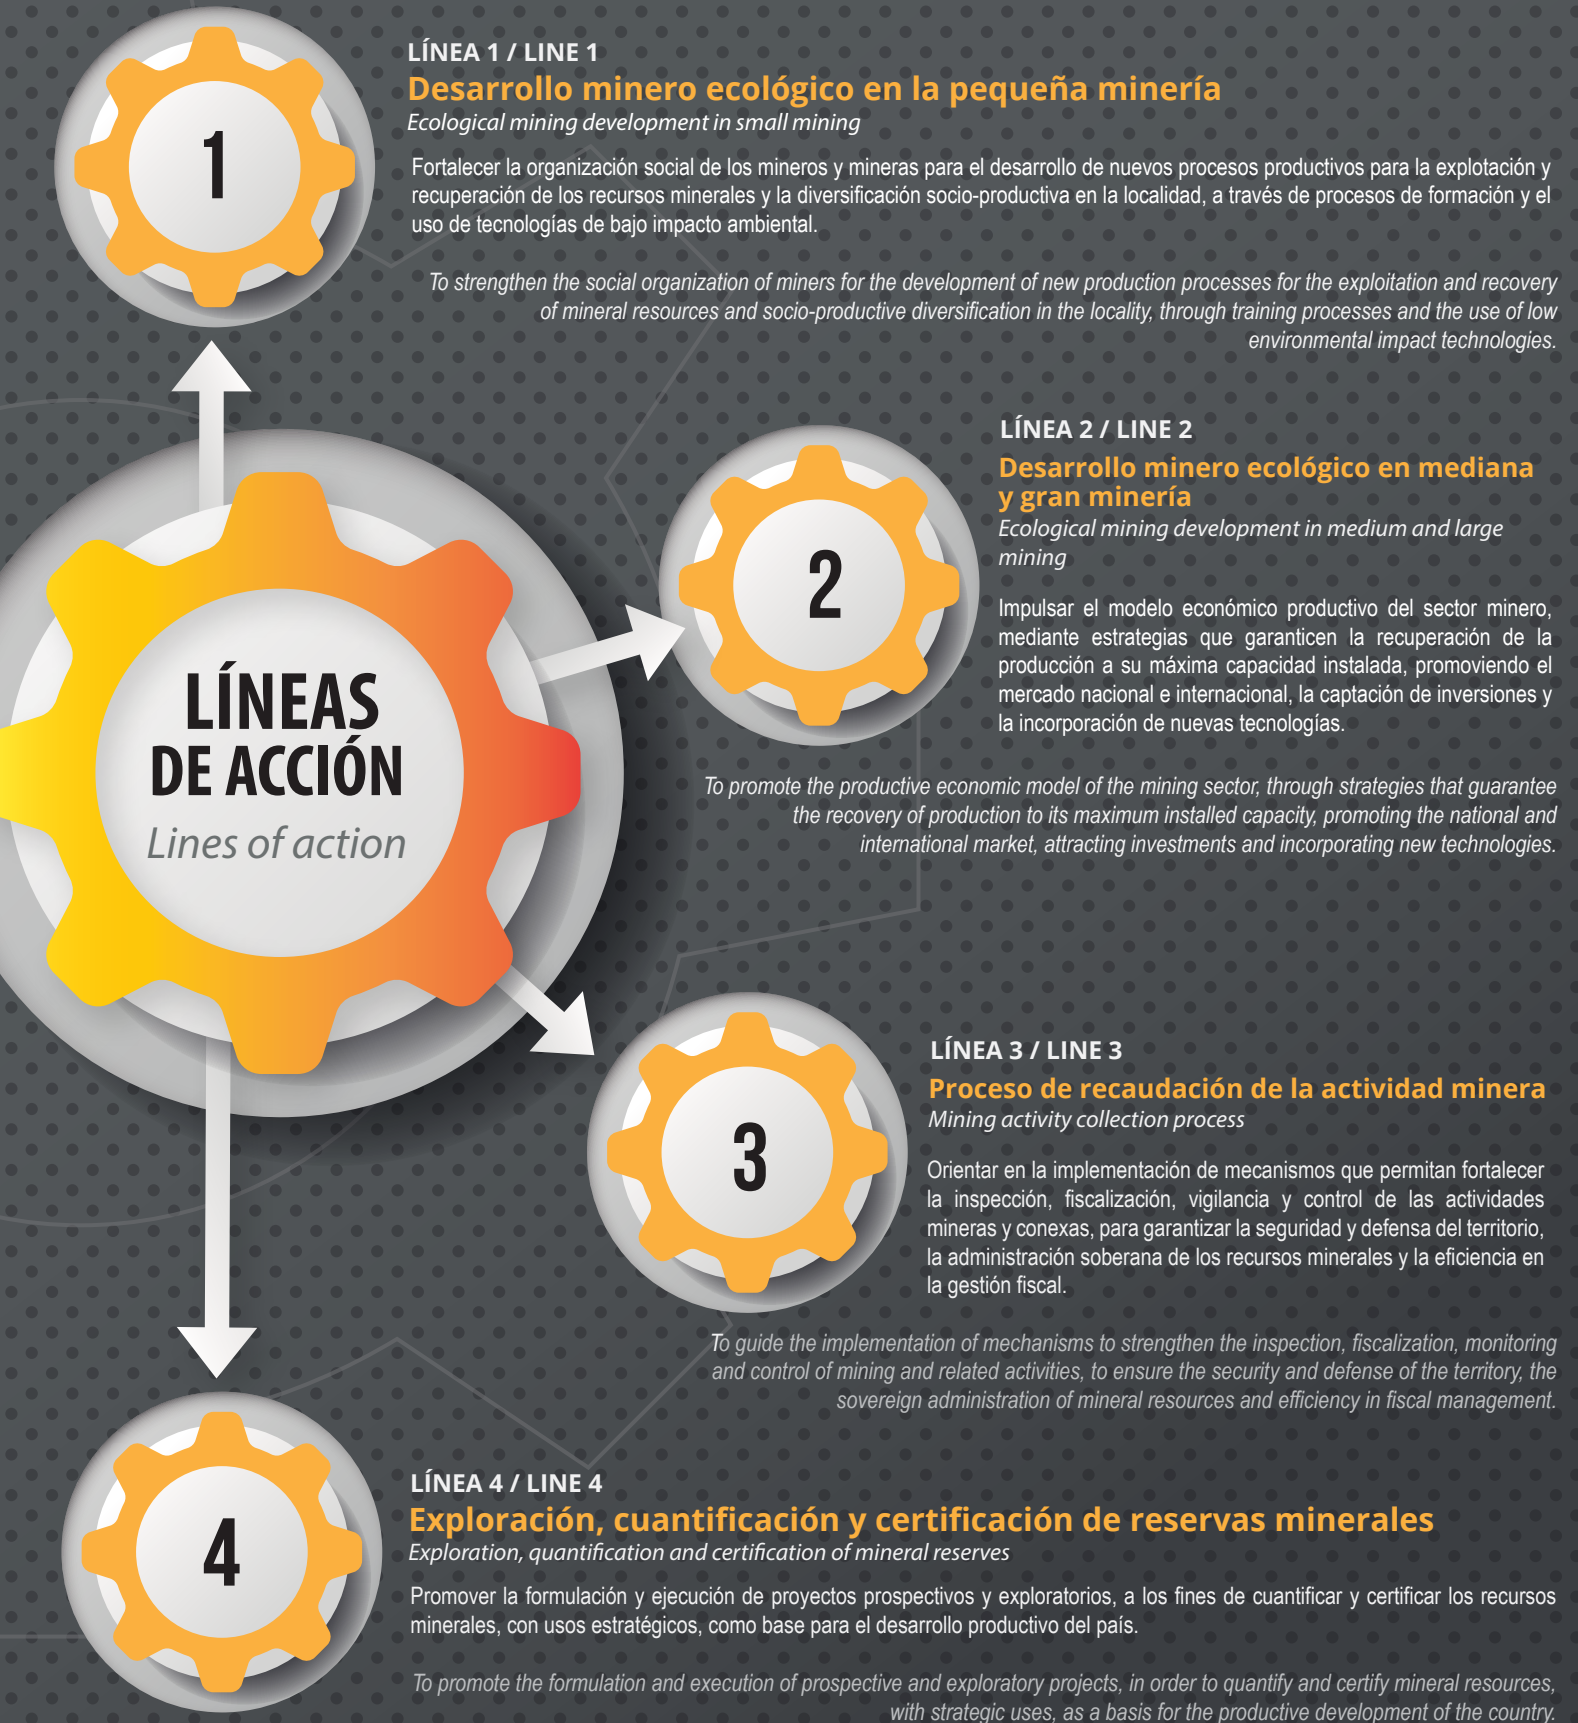 1
LÍNEA 1 / LINE 1
Desarrollo minero ecológico en la pequeña minería
Ecological mining development in small mining
Fortalecer la organización social de los mineros y mineras para el desarrollo de nuevos procesos productivos para la explotación y
recuperación de los recursos minerales y la diversificación socio-productiva en la localidad, a través de procesos de formación y el
uso de tecnologías de bajo impacto ambiental.
To strengthen the social organization of miners for the development of new production processes for the exploitation and recovery
of mineral resources and socio-productive diversification in the locality, through training processes and the use of low
environmental impact technologies.
LÍNEAS
DE ACCIÓN
Lines of action
2
LÍNEA 2 / LINE 2
Desarrollo minero ecológico en mediana
y gran minería
Ecological mining development in medium and large
mining
Impulsar el modelo económico productivo del sector minero,
mediante estrategias que garanticen la recuperación de la
producción a su máxima capacidad instalada, promoviendo el
mercado nacional e internacional, la captación de inversiones y
la incorporación de nuevas tecnologías.
To promote the productive economic model of the mining sector, through strategies that guarantee
the recovery of production to its maximum installed capacity, promoting the national and
international market, attracting investments and incorporating new technologies.
3
LÍNEA 3 / LINE 3
Proceso de recaudación de la actividad minera
Mining activity collection process
Orientar en la implementación de mecanismos que permitan fortalecer
la inspección, fiscalización, vigilancia y control de las actividades
mineras y conexas, para garantizar la seguridad y defensa del territorio,
la administración soberana de los recursos minerales y la eficiencia en
la gestión fiscal.
To guide the implementation of mechanisms to strengthen the inspection, fiscalization, monitoring
and control of mining and related activities, to ensure the security and defense of the territory, the
sovereign administration of mineral resources and efficiency in fiscal management.
4
LÍNEA 4 / LINE 4
Exploración, cuantificación y certificación de reservas minerales
Exploration, quantification and certification of mineral reserves
Promover la formulación y ejecución de proyectos prospectivos y exploratorios, a los fines de cuantificar y certificar los recursos
minerales, con usos estratégicos, como base para el desarrollo productivo del país.
To promote the formulation and execution of prospective and exploratory projects, in order to quantify and certify mineral resources,
with strategic uses, as a basis for the productive development of the country.